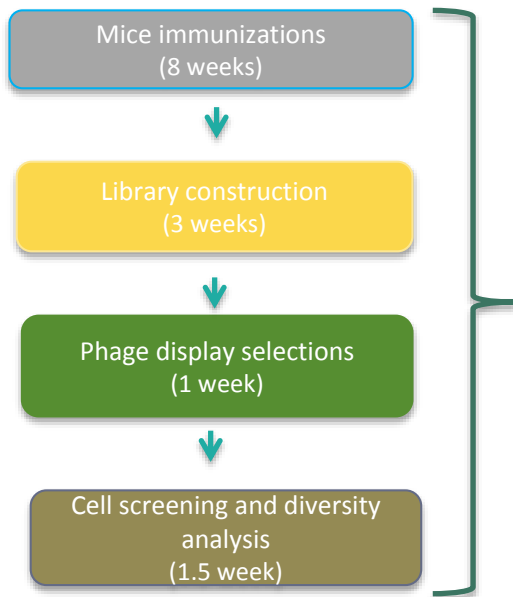 Mice immunizations
(8 weeks)
Library construction
(3 weeks)
Phage display selections
(1 week)
Cell screening and diversity
analysis
(1.5 week)